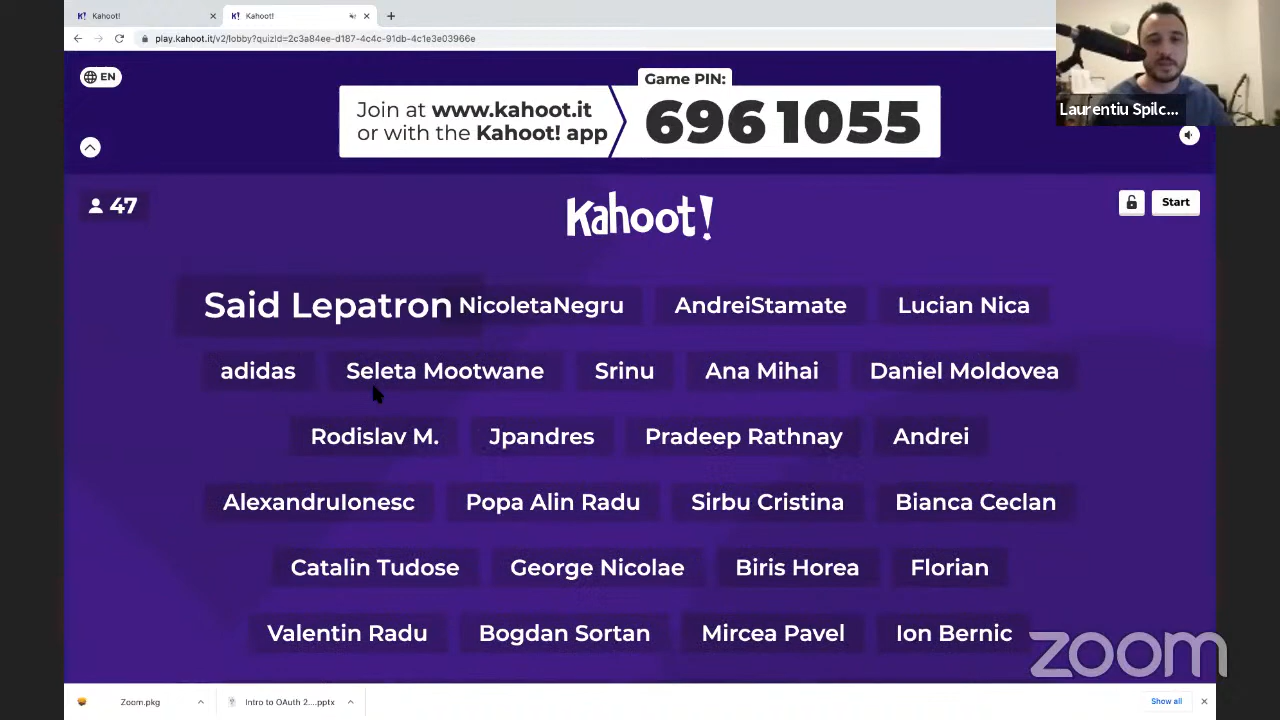 Kahoot!
Kahoot!
play.kahoot.it/v2/lobby?quizId=2c3a84ee-d187-4c4c-91db-4c1e3e03966e
EN
Join at www.kahoot.it
or with the Kahoot! app
Game PIN:
696 1055
Laurentiu Spilc...
47
Kahoot!
Start
Said Lepatron NicoletaNegru AndreiStamate Lucian Nica
adidas Seleta Mootwane Srinu Ana Mihai Daniel Moldovea
Rodislav M. Jpandres Pradeep Rathnay Andrei
AlexandruIonesc Popa Alin Radu Sirbu Cristina Bianca Ceclan
Catalin Tudose George Nicolae Biris Horea Florian
Valentin Radu Bogdan Sortan Mircea Pavel Ion Bernic
zoom
Zoom.pkg Intro to OAuth 2....pptx Show all